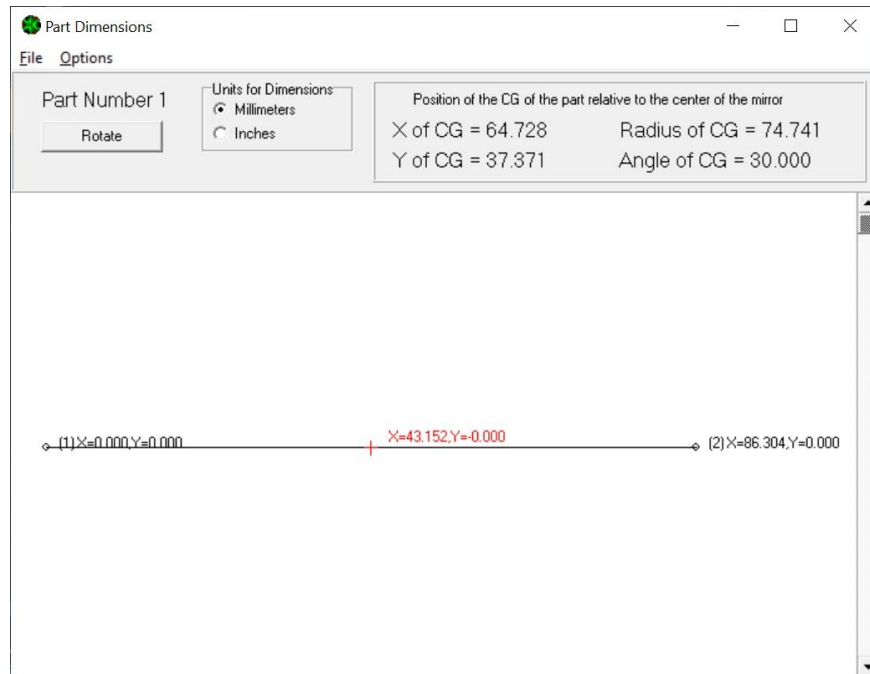 Part Dimensions
File Options
Part Number 1
Rotate
Units for Dimensions
Millimeters
Inches
Position of the CG of the part relative to the center of the mirror
X of CG = 64.728 Radius of CG = 74.741
Y of CG = 37.371 Angle of CG = 30.000
X=43.152,Y=-0.000
(1)X=0.000,Y=0.000
(2)X=86.304,Y=0.000